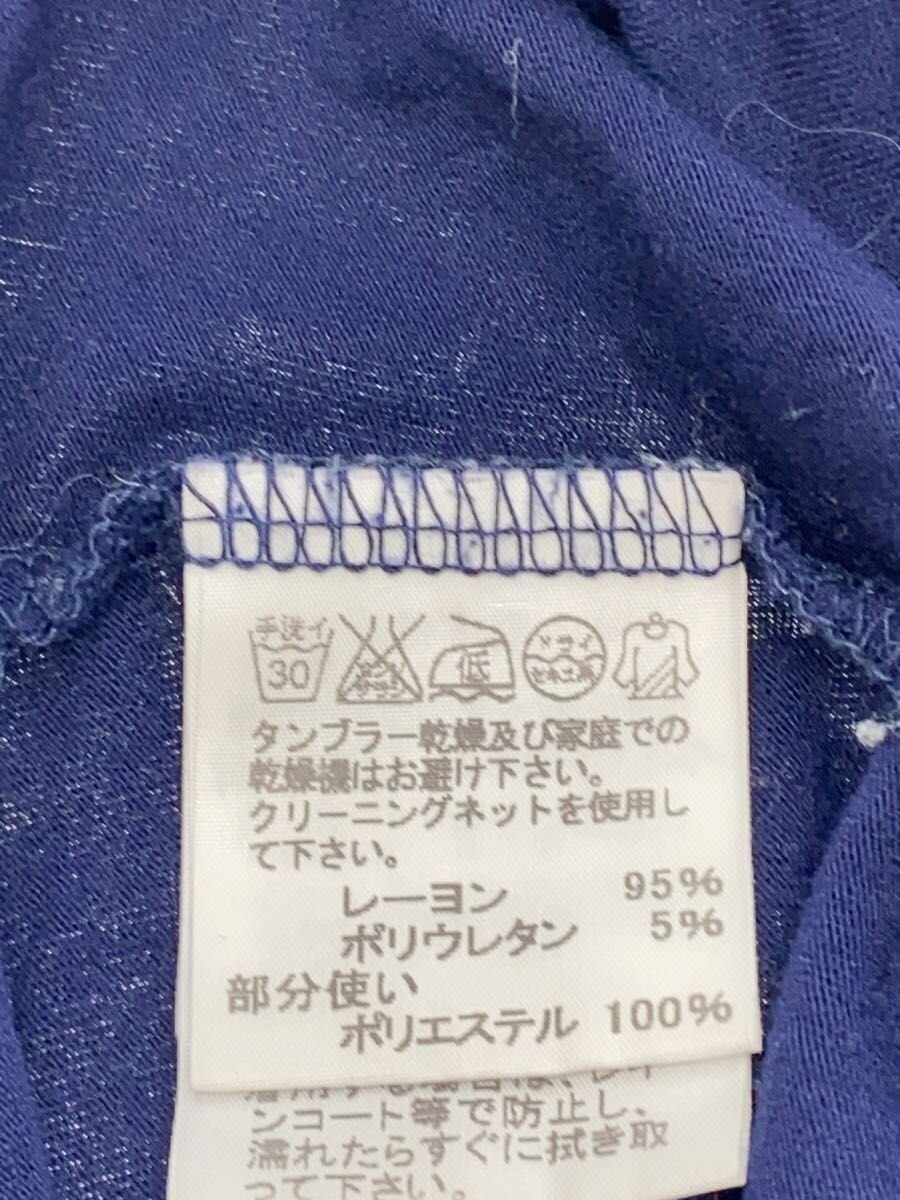 手洗イ
30
低
ドライ
タンブラー乾燥及び家庭での
乾燥機はお避け下さい。
クリーニングネットを使用し
て下さい。
レーヨン 95%
ポリウレタン 5%
部分使い
ポリエステル 100%
ンコート等で防止し、
濡れたらすぐに拭き取
って下さい。